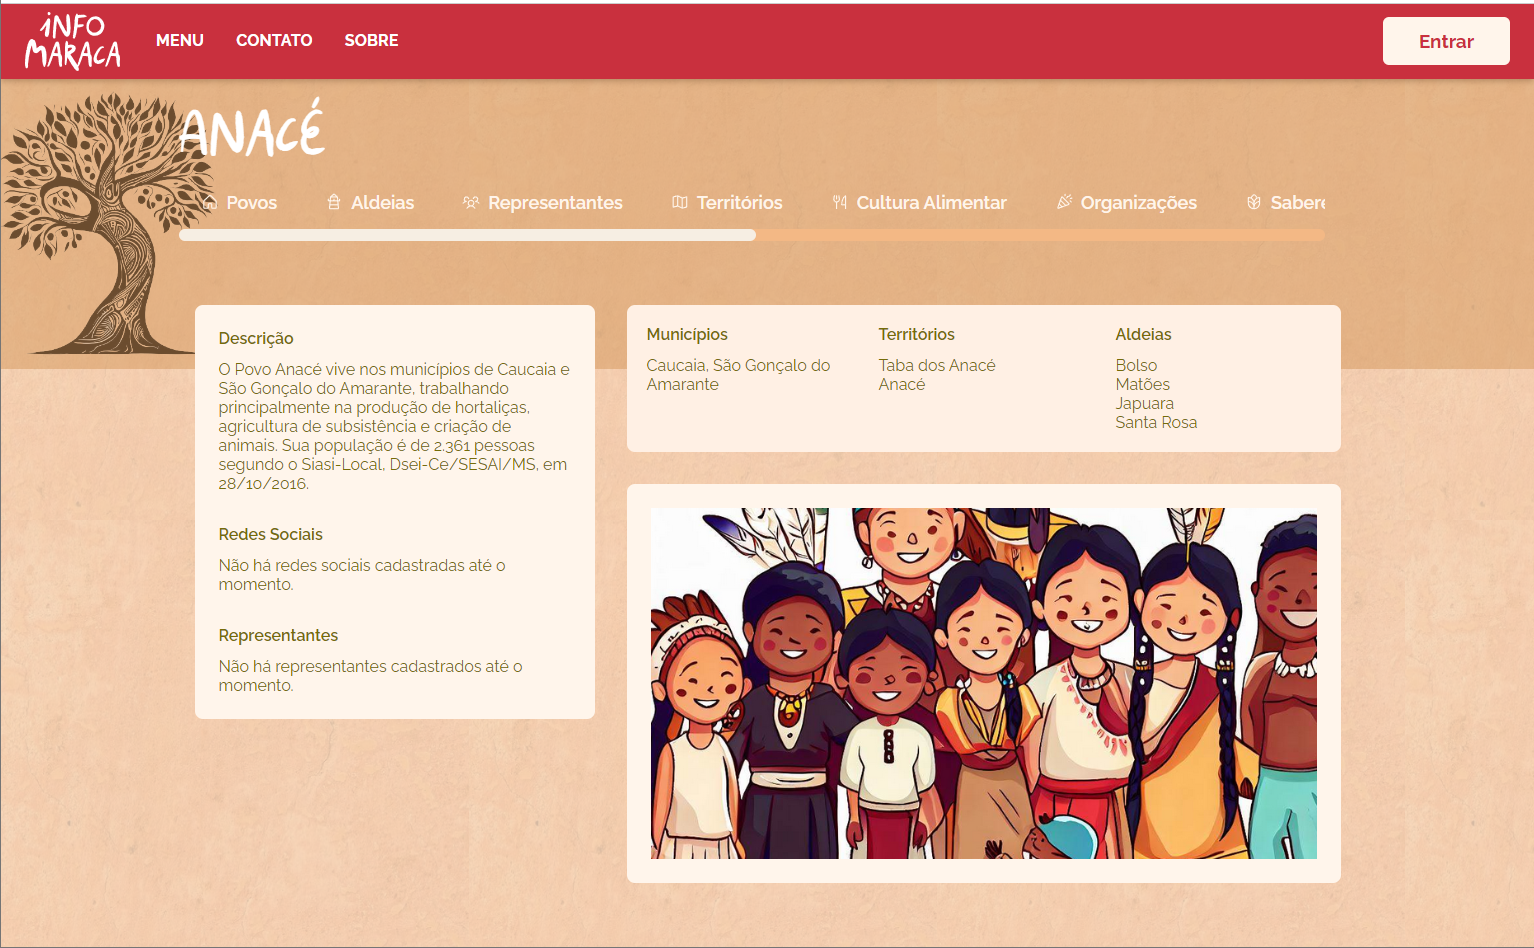 INFO
MARACA
MENU
CONTATO
SOBRE
Entrar
ANACÉ
Povos
Aldeias
Representantes
Territórios
Cultura Alimentar
Organizações
Descrição
O Povo Anacé vive nos municípios de Caucaia e
São Gonçalo do Amarante, trabalhando
principalmente na produção de hortaliças,
agricultura de subsistência e criação de
animais. Sua população é de 2.361 pessoas
segundo o Siasi-Local, Dsei-Ce/SESAI/MS, em
28/10/2016.
Redes Sociais
Não há redes sociais cadastradas até o
momento.
Representantes
Não há representantes cadastrados até o
momento.
Municípios
Caucaia, São Gonçalo do
Amarante
Territórios
Taba dos Anacé
Anacé
Aldeias
Bolso
Matões
Japuara
Santa Rosa